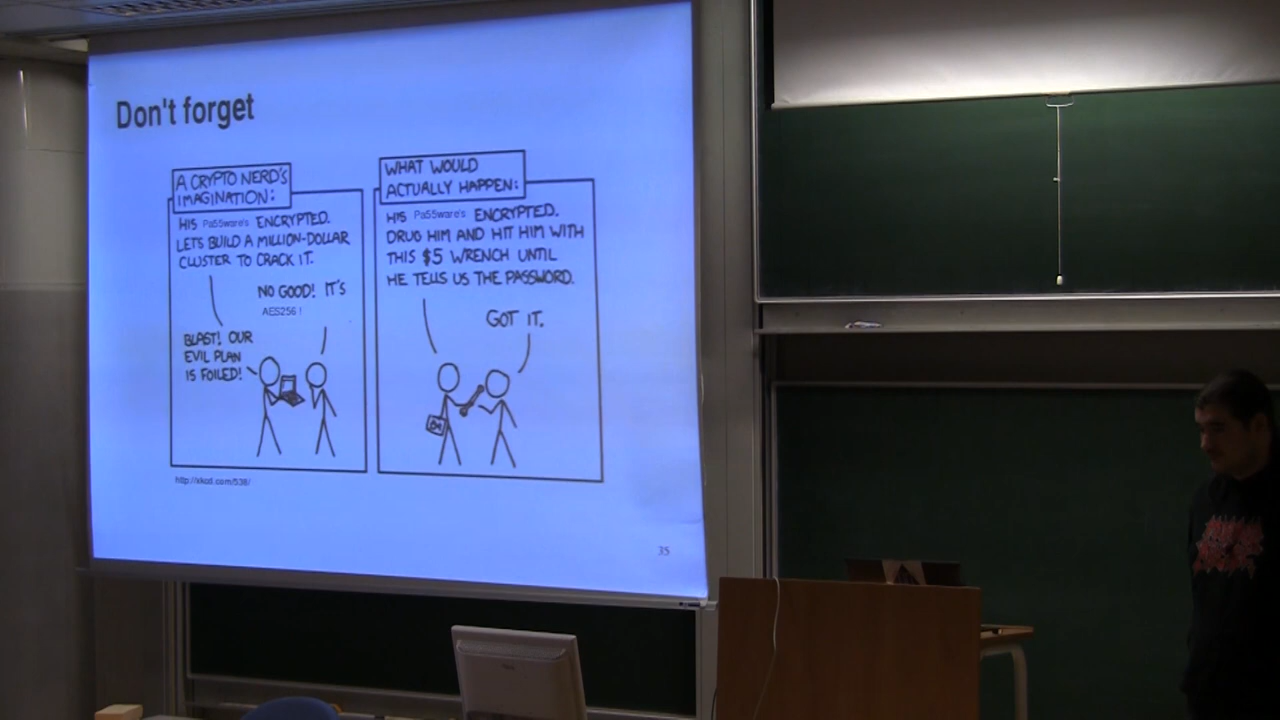 Don't forget
A CRYPTO NERD'S
IMAGINATION:
HIS Pa55ware's ENCRYPTED.
LET'S BUILD A MILLION-DOLLAR
CLUSTER TO CRACK IT.
NO GOOD! IT'S
AES256 !
BLAST! OUR
EVIL PLAN
IS FOILED!
WHAT WOULD
ACTUALLY HAPPEN:
HIS Pa55ware's ENCRYPTED.
DRUG HIM AND HIT HIM WITH
THIS $5 WRENCH UNTIL
HE TELLS US THE PASSWORD.
GOT IT.
http://xkcd.com/538/
35